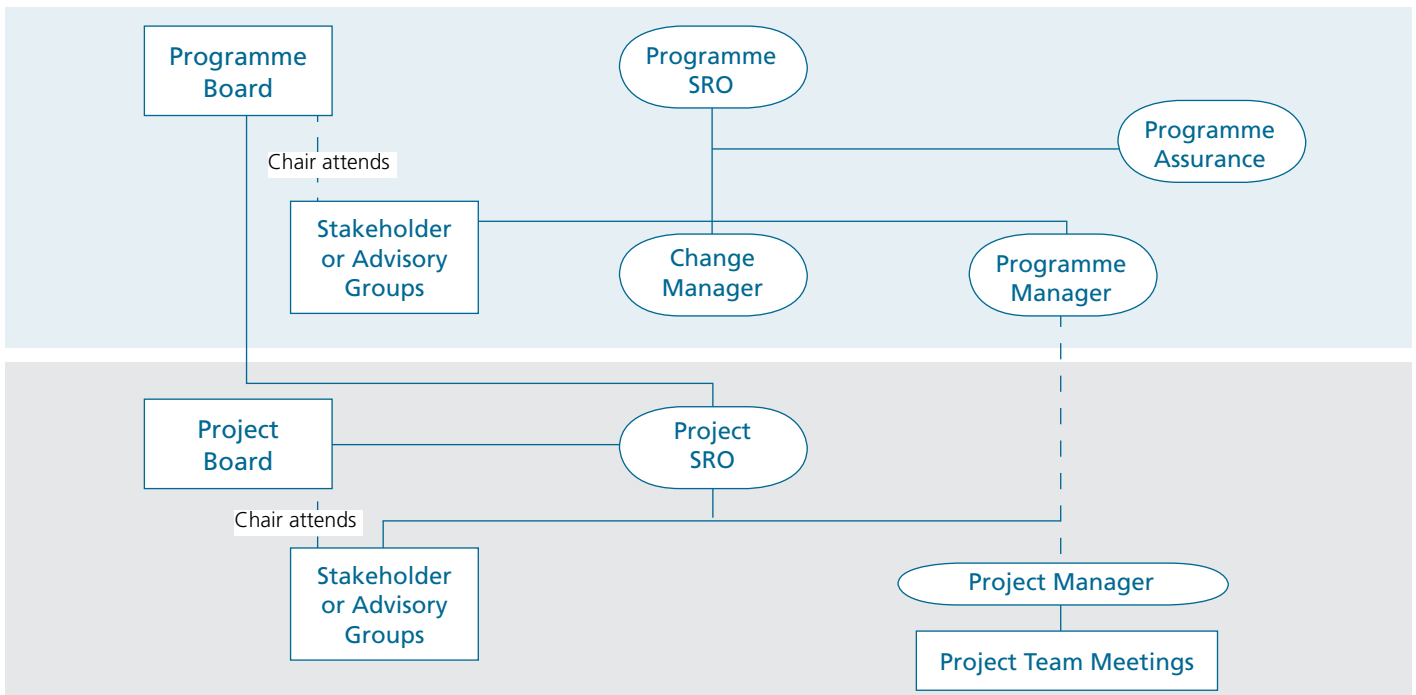 Programme
Board
Programme
SRO
Programme
Assurance
Chair attends
Stakeholder
or Advisory
Groups
Change
Manager
Programme
Manager
Project
Board
Project
SRO
Chair attends
Stakeholder
or Advisory
Groups
Project Manager
Project Team Meetings